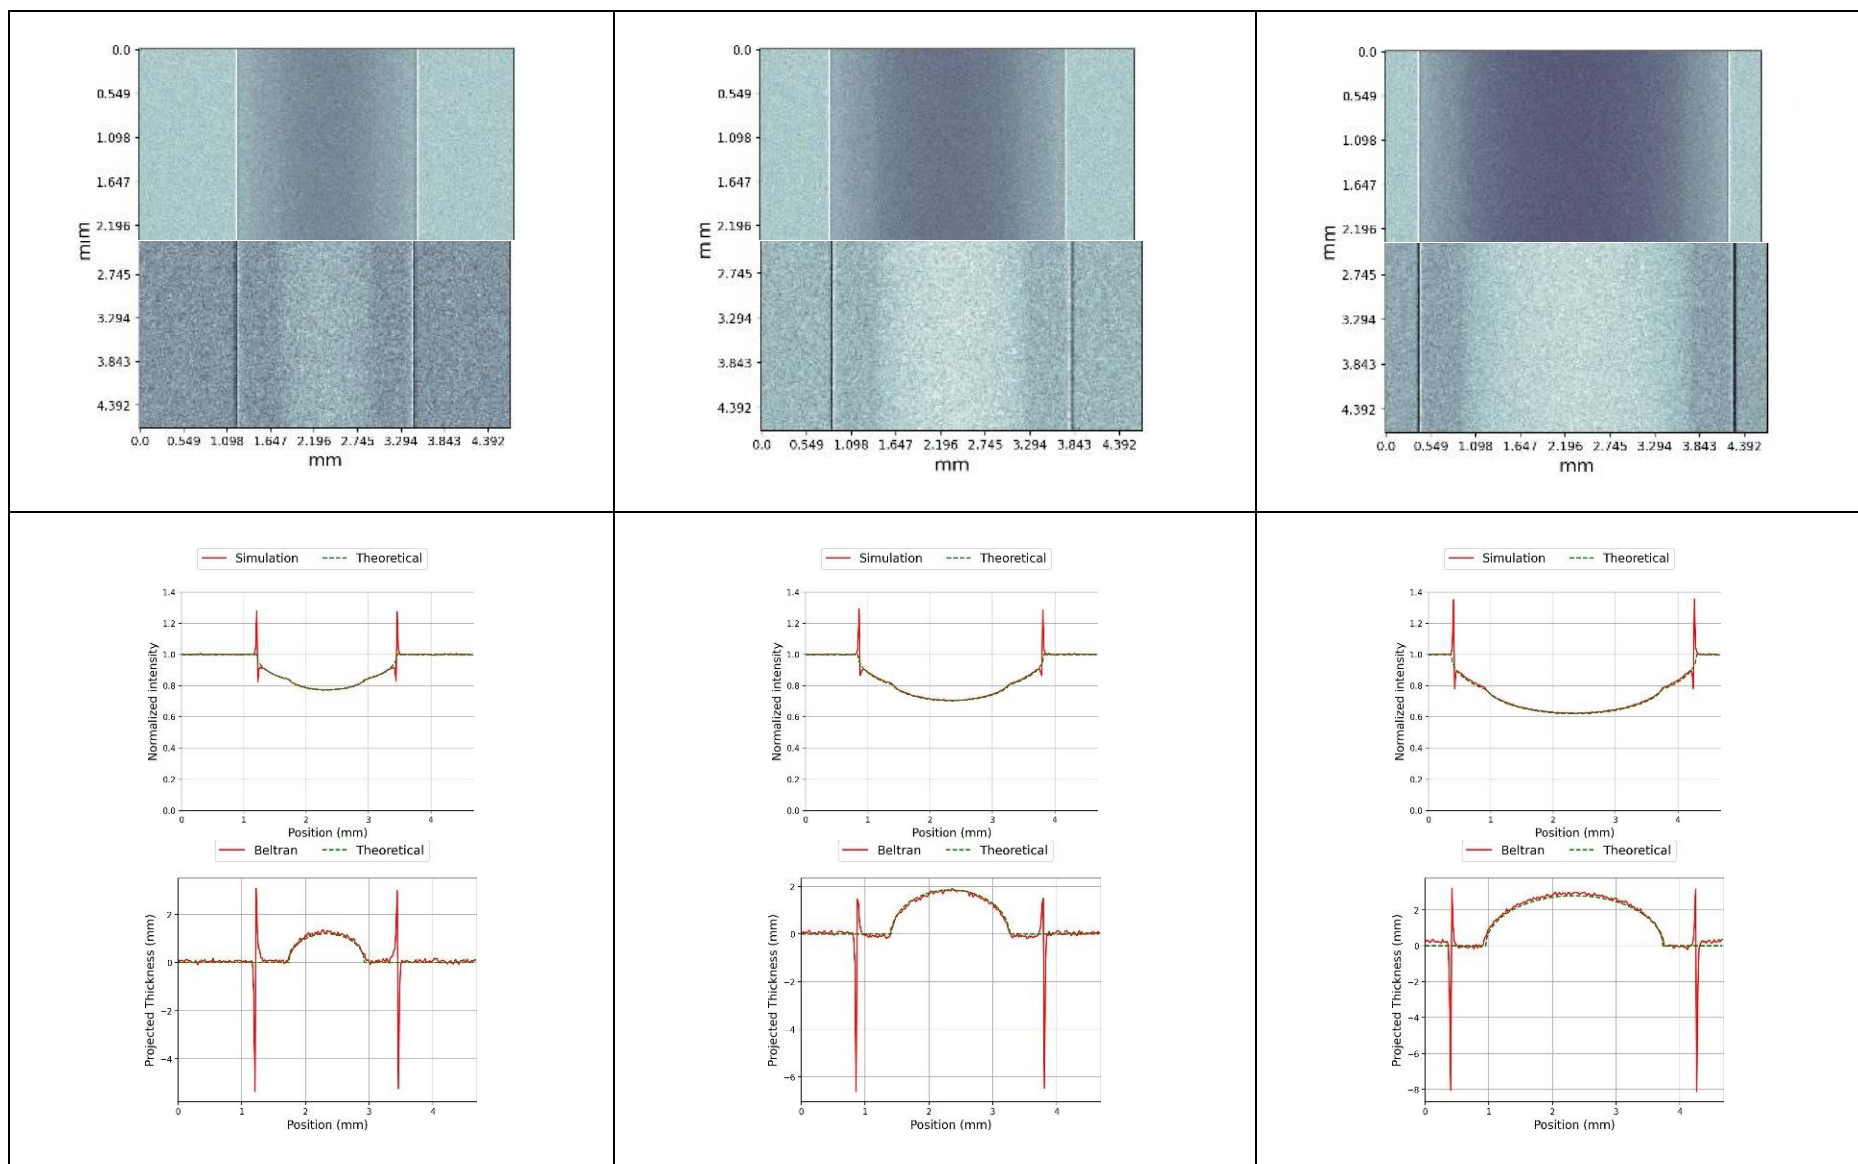 0.0
0.549
1.098
1.647
2.196
2.745
3.294
3.843
4.392
mm
0.0 0.549 1.098 1.647 2.196 2.745 3.294 3.843 4.392
mm
0.0
0.549
1.098
1.647
2.196
2.745
3.294
3.843
4.392
mm
0.0 0.549 1.098 1.647 2.196 2.745 3.294 3.843 4.392
mm
0.0
0.549
1.098
1.647
2.196
2.745
3.294
3.843
4.392
mm
0.0 0.549 1.098 1.647 2.196 2.745 3.294 3.843 4.392
mm
Simulation Theoretical
1.4
1.2
1.0
0.8
0.6
0.4
0.2
0.0
Normalized intensity
0 1 2 3 4
Position (mm)
Beltran Theoretical
2
0
−2
−4
Projected Thickness (mm)
0 1 2 3 4
Position (mm)
Simulation Theoretical
1.4
1.2
1.0
0.8
0.6
0.4
0.2
0.0
Normalized intensity
0 1 2 3 4
Position (mm)
Beltran Theoretical
2
0
−2
−4
−6
Projected Thickness (mm)
0 1 2 3 4
Position (mm)
Simulation Theoretical
1.4
1.2
1.0
0.8
0.6
0.4
0.2
0.0
Normalized intensity
0 1 2 3 4
Position (mm)
Beltran Theoretical
2
0
−2
−4
−6
−8
Projected Thickness (mm)
0 1 2 3 4
Position (mm)